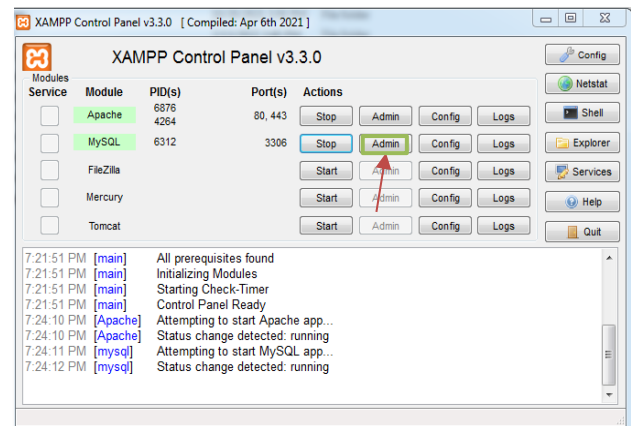 XAMPP Control Panel v3.3.0 [ Compiled: Apr 6th 2021 ]
XAMPP Control Panel v3.3.0
Config
Modules
Service Module PID(s) Port(s) Actions
Netstat
Apache 6876 4264 80, 443 Stop Admin Config Logs Shell
MySQL 6312 3306 Stop Admin Config Logs Explorer
FileZilla Start Admin Config Logs Services
Mercury Start Admin Config Logs Help
Tomcat Start Admin Config Logs Quit
7:21:51 PM [main] All prerequisites found
7:21:51 PM [main] Initializing Modules
7:21:51 PM [main] Starting Check-Timer
7:21:51 PM [main] Control Panel Ready
7:24:10 PM [Apache] Attempting to start Apache app...
7:24:10 PM [Apache] Status change detected: running
7:24:11 PM [mysql] Attempting to start MySQL app...
7:24:12 PM [mysql] Status change detected: running